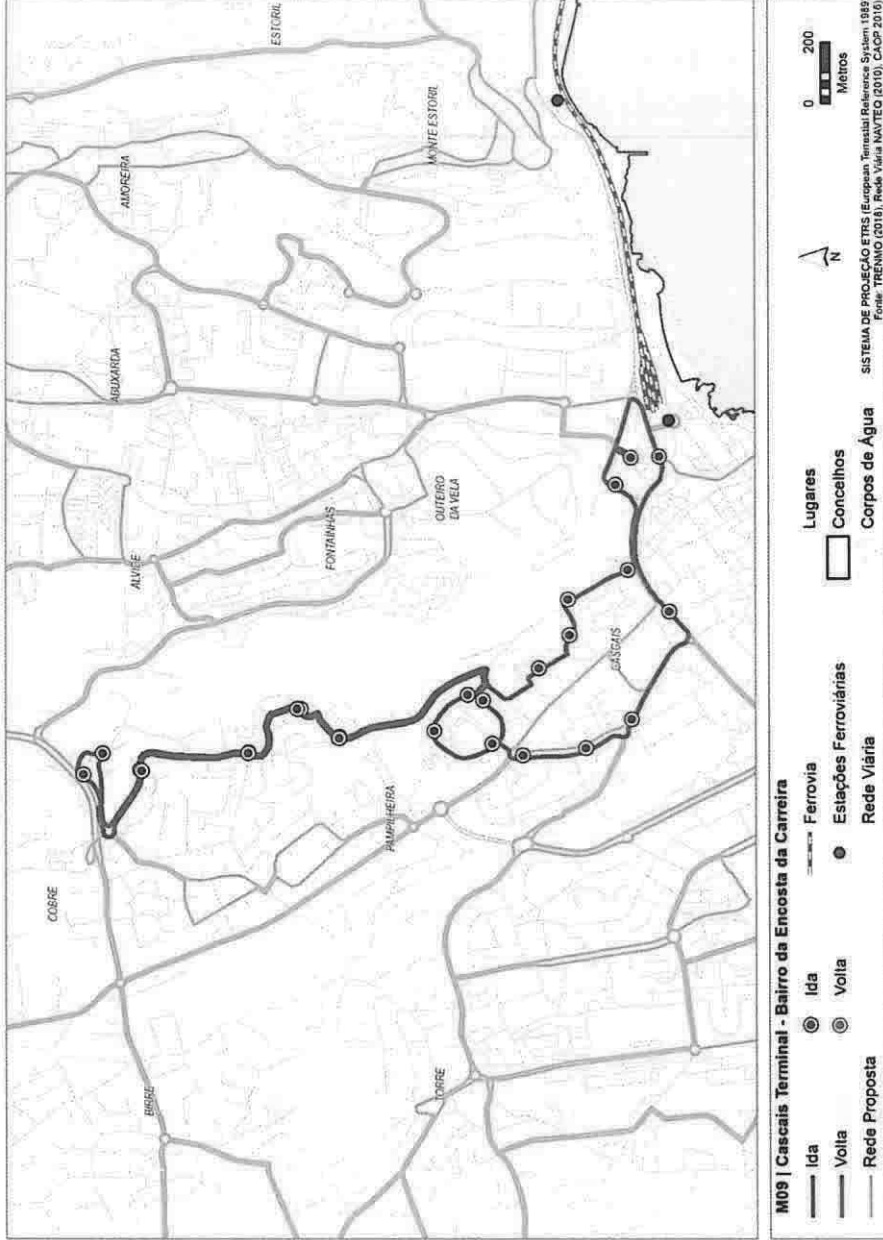 ESTORIL
AMOREIRA
MONTE ESTORIL
ABUXARDA
ALVIDE
FONTAINHAS
OUTEIRO
DA VELA
COBRE
CASCAIS
PAMPILHEIRA
BIRRE
TORRE
M09 | Cascais Terminal - Bairro da Encosta da Carreira
Ida
Ida
Ferrovia
Lugares
Volta
Volta
Estações Ferroviárias
Concelhos
Rede Proposta
Rede Viária
Corpos de Água
N
0 200
Metros
SISTEMA DE PROJEÇÃO ETRS (European Terrestial Reference System 1989)
Fonte: TRENMO (2018), Rede Viária NAVTEQ (2010), CAOP 2016)